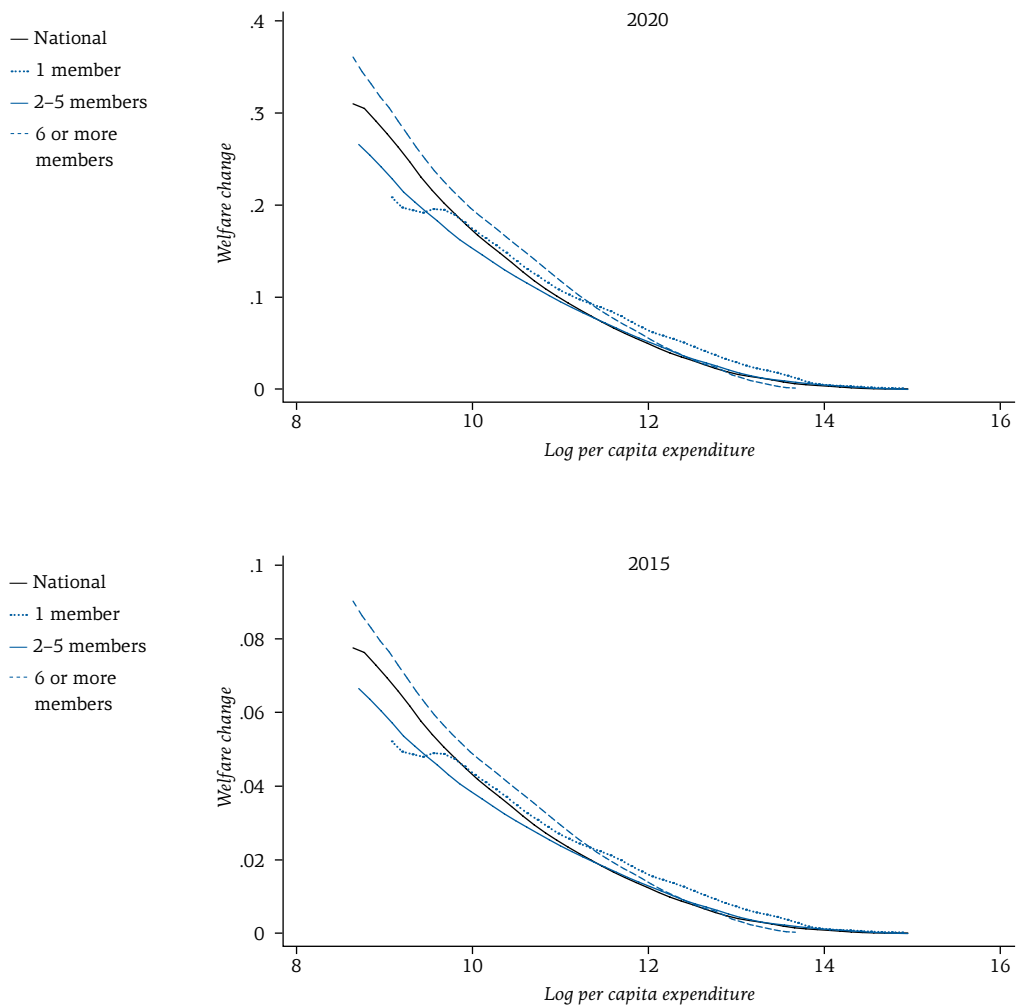 2020
— National
1 member
— 2–5 members
--- 6 or more
members
Welfare change
.4
.3
.2
.1
0
8 10 12 14 16
Log per capita expenditure
2015
— National
1 member
— 2–5 members
--- 6 or more
members
Welfare change
.1
.08
.06
.04
.02
0
8 10 12 14 16
Log per capita expenditure